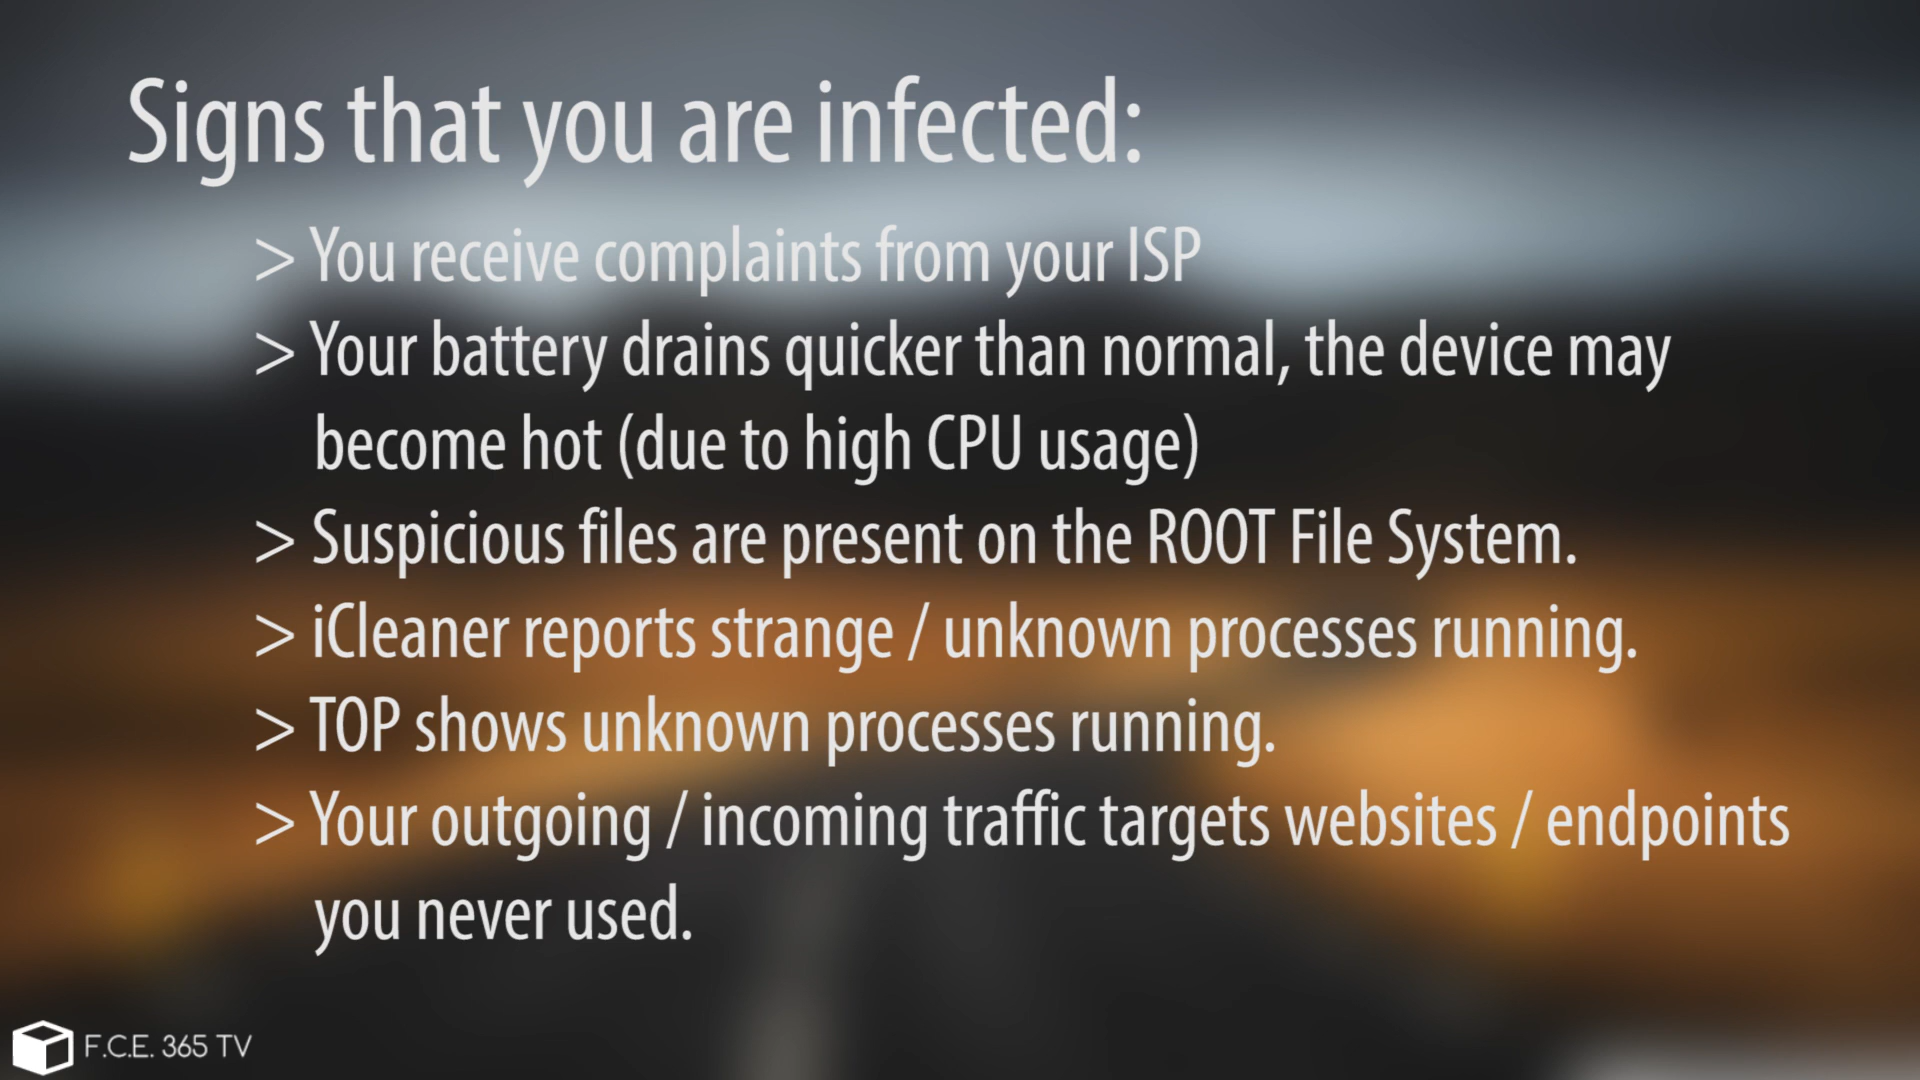 Signs that you are infected:
> You receive complaints from your ISP
> Your battery drains quicker than normal, the device may
become hot (due to high CPU usage)
> Suspicious files are present on the ROOT File System.
> iCleaner reports strange / unknown processes running.
> TOP shows unknown processes running.
> Your outgoing / incoming traffic targets websites / endpoints
you never used.
F.C.E. 365 TV